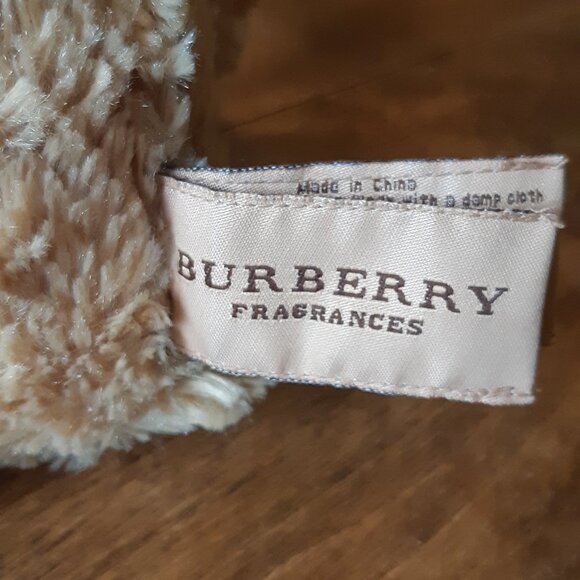 Made in China
with a damp cloth
BURBERRY
FRAGRANCES